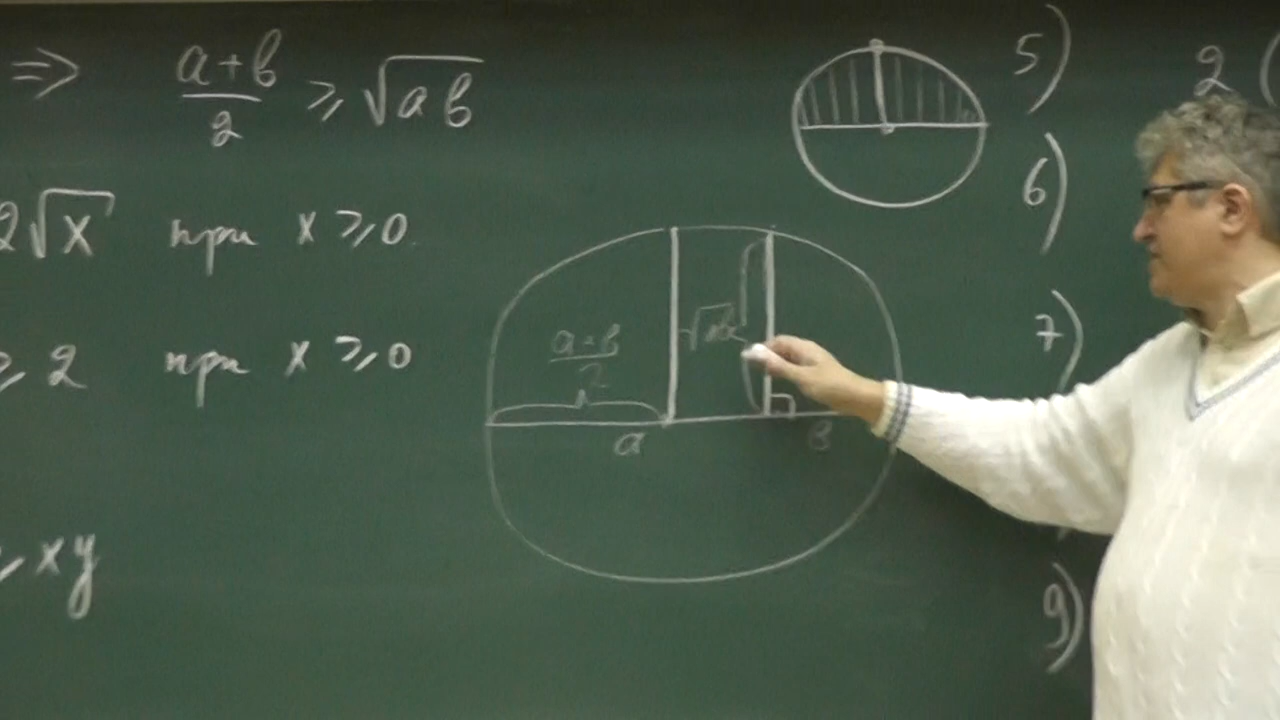 ⇒ (a+b)/2 ⩾ √(ab)
2√x при x ⩾ 0
⩾ 2 при x ⩾ 0
⩾ xy
(a+b)/2
√(ab)
a
b
5) 2 (
6)
7)
9)